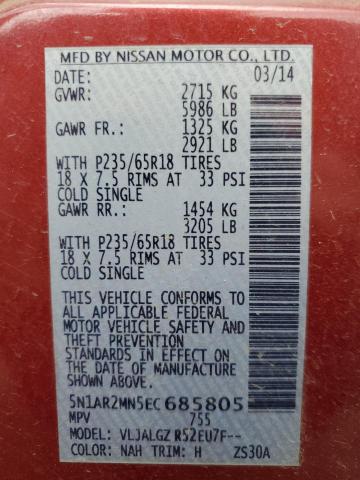 MFD BY NISSAN MOTOR CO., LTD.
DATE: 03/14
GVWR: 2715 KG
5986 LB
GAWR FR.: 1325 KG
2921 LB
WITH P235/65R18 TIRES
18 X 7.5 RIMS AT 33 PSI
COLD SINGLE
GAWR RR.: 1454 KG
3205 LB
WITH P235/65R18 TIRES
18 X 7.5 RIMS AT 33 PSI
COLD SINGLE
THIS VEHICLE CONFORMS TO
ALL APPLICABLE FEDERAL
MOTOR VEHICLE SAFETY AND
THEFT PREVENTION
STANDARDS IN EFFECT ON
THE DATE OF MANUFACTURE
SHOWN ABOVE.
5N1AR2MN5EC685805
MPV 755
MODEL: VLJALGZ R52EU7F--
COLOR: NAH TRIM: H ZS30A